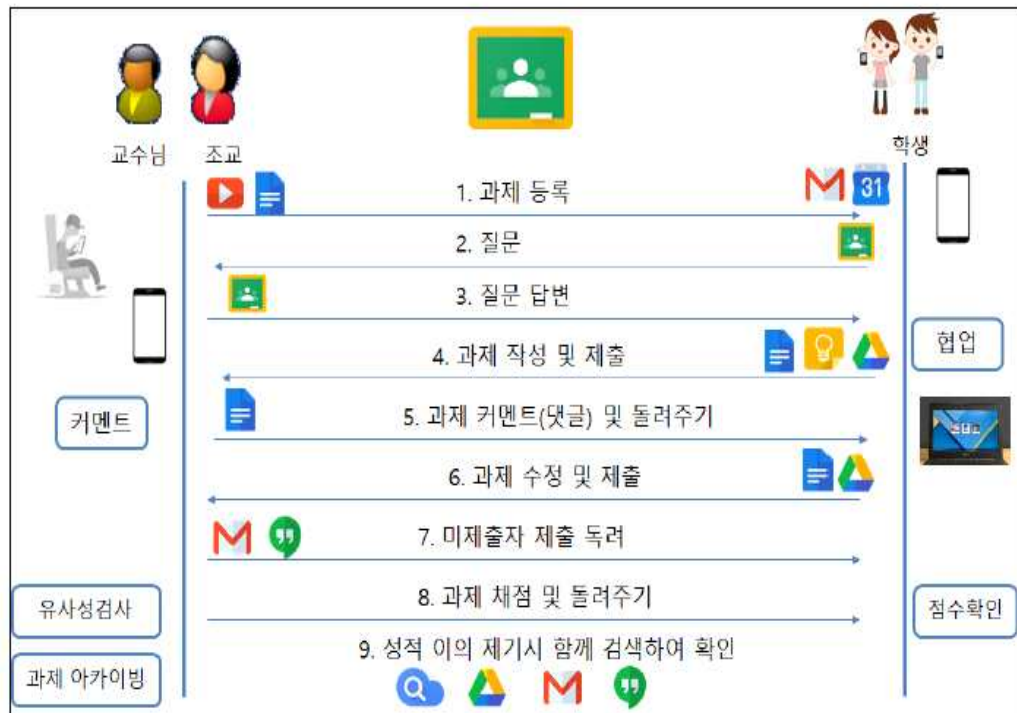 교수님
조교
학생
1. 과제 등록
31
2. 질문
3. 질문 답변
4. 과제 작성 및 제출
협업
커멘트
5. 과제 커멘트(댓글) 및 돌려주기
6. 과제 수정 및 제출
7. 미제출자 제출 독려
유사성검사
8. 과제 채점 및 돌려주기
점수확인
9. 성적 이의 제기시 함께 검색하여 확인
과제 아카이빙